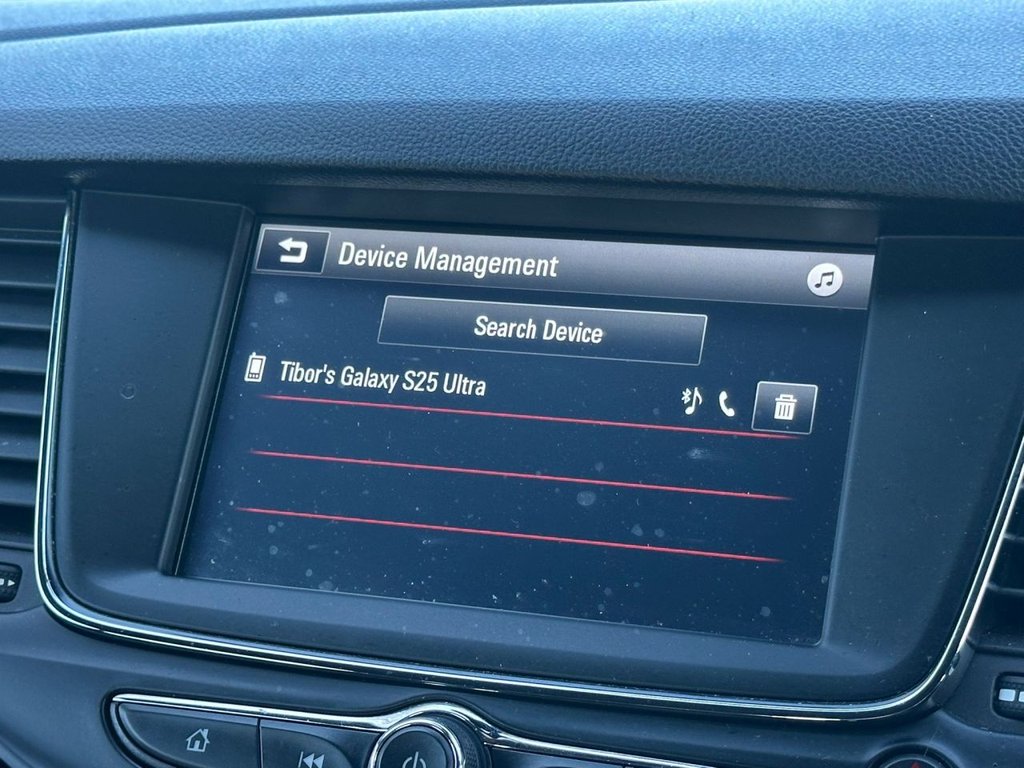 Device Management
Search Device
Tibor's Galaxy S25 Ultra